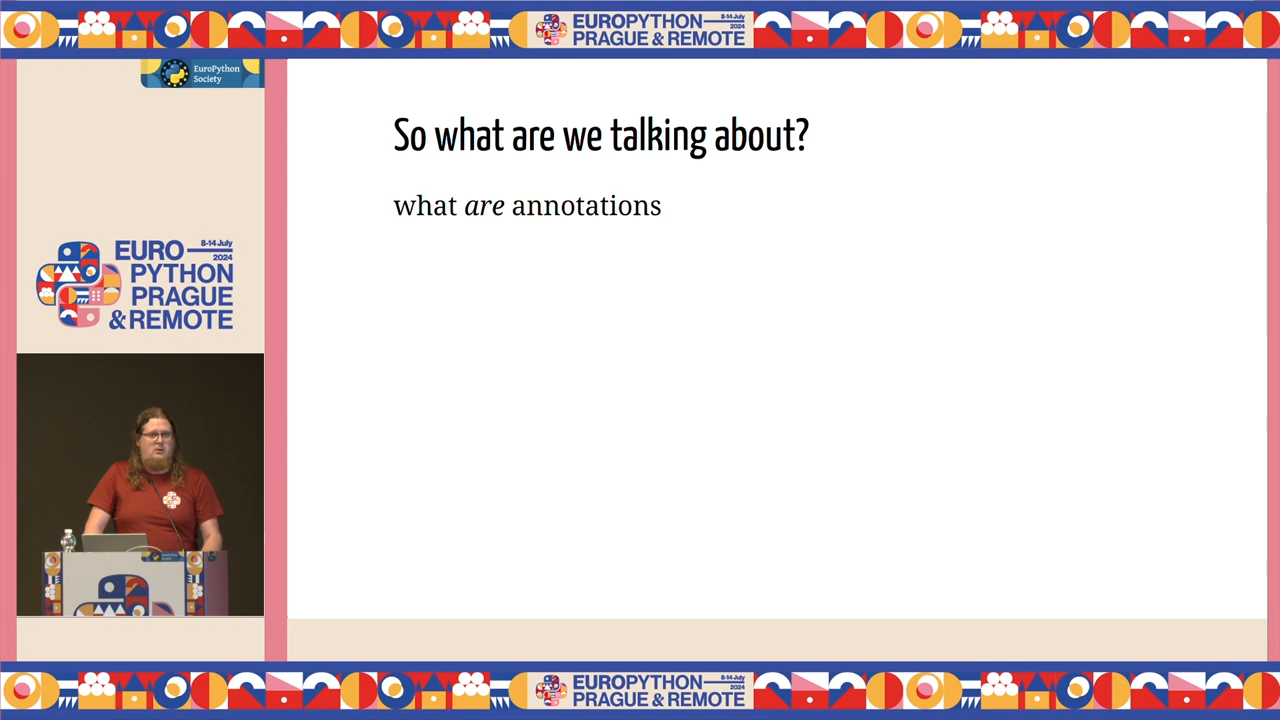 EUROPYTHON
8-14 July
2024
PRAGUE & REMOTE
EuroPython
Society
So what are we talking about?
what are annotations
EURO
8-14 July
2024
PYTHON
PRAGUE
& REMOTE
EUROPYTHON
8-14 July
2024
PRAGUE & REMOTE